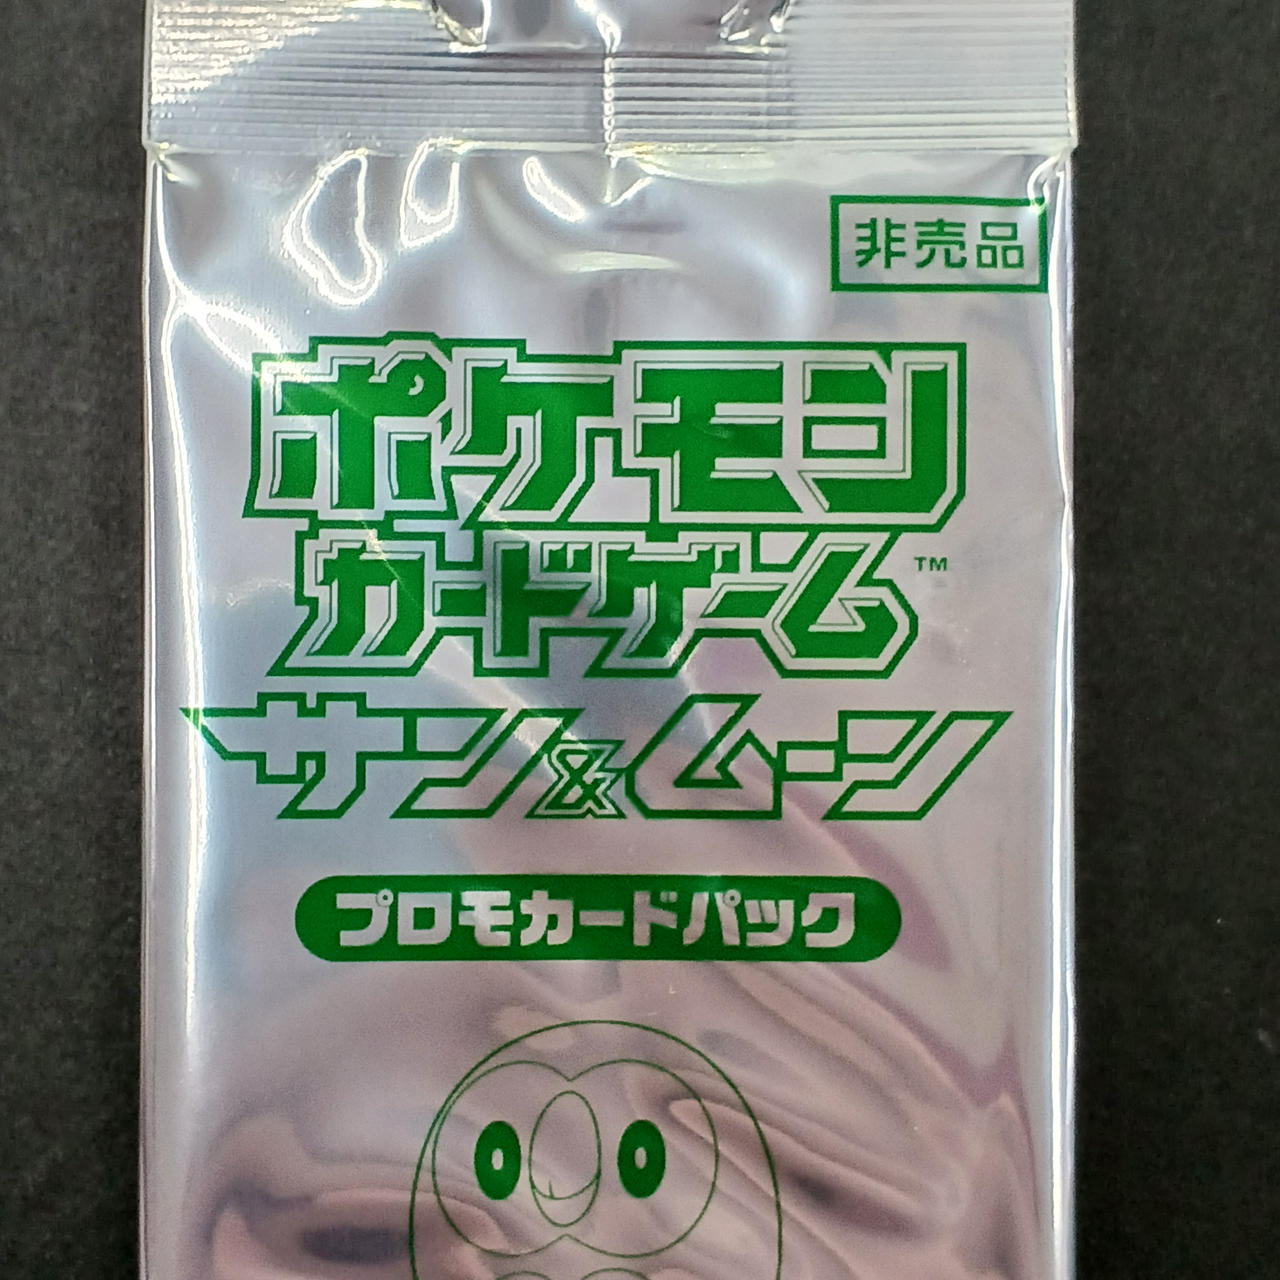 非売品
ポケモン
カードゲーム™
サン&ムーン
プロモカードパック